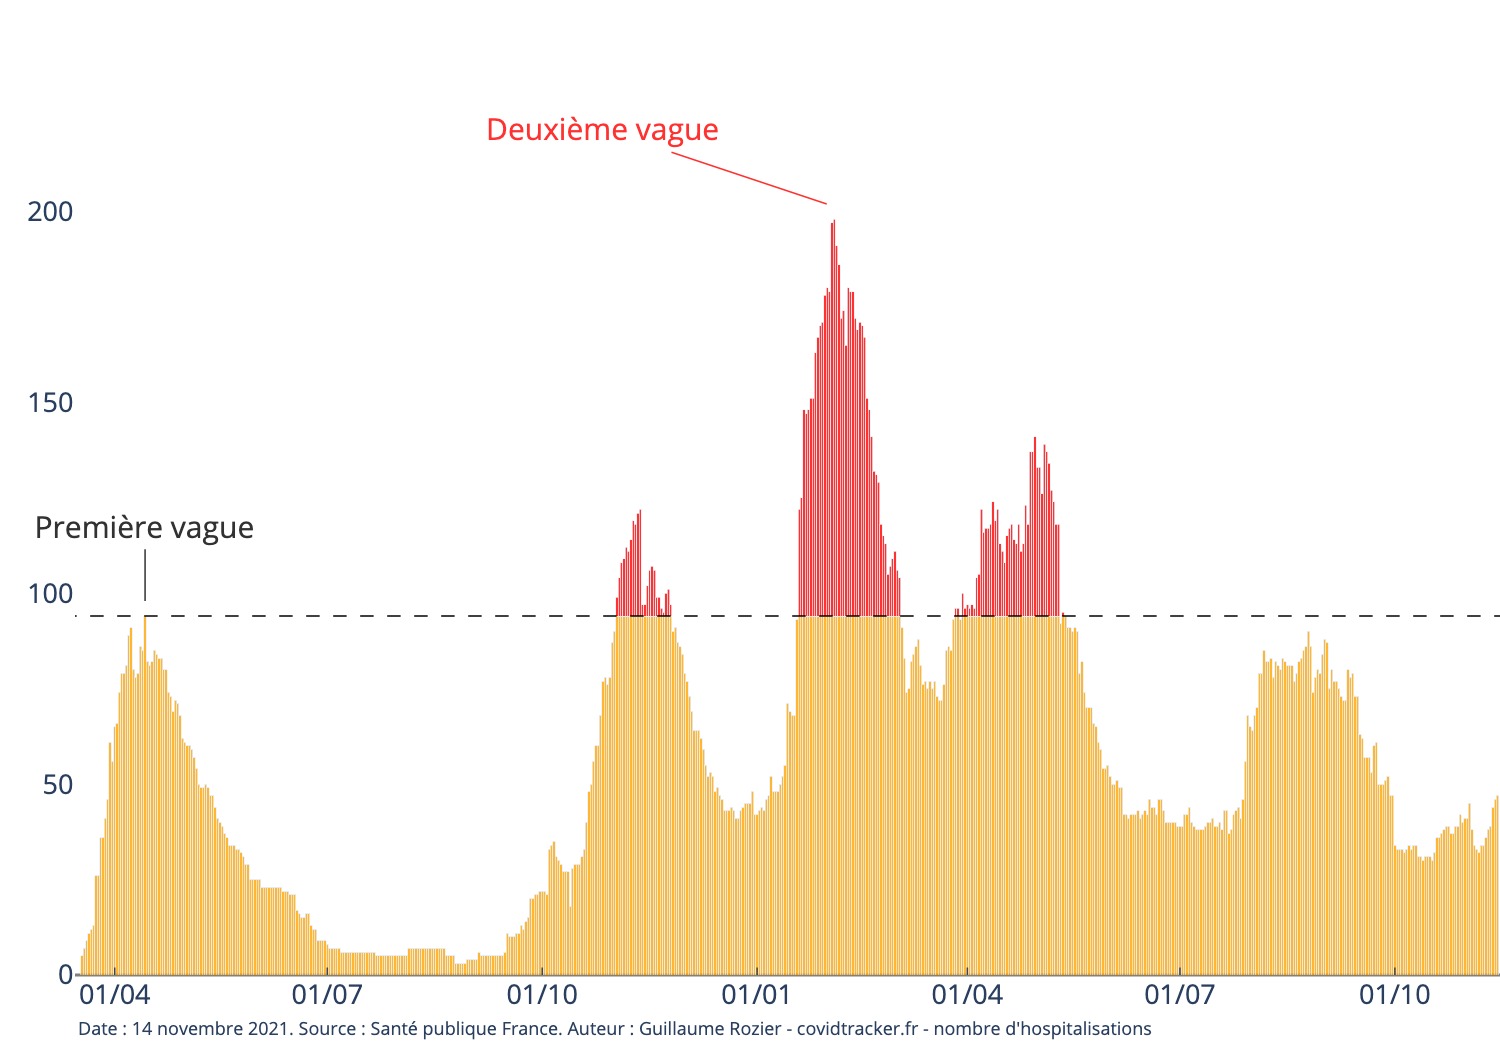 Deuxième vague
200
150
Première vague
100
50
0
01/04 01/07 01/10 01/01 01/04 01/07 01/10
Date : 14 novembre 2021. Source : Santé publique France. Auteur : Guillaume Rozier - covidtracker.fr - nombre d'hospitalisations